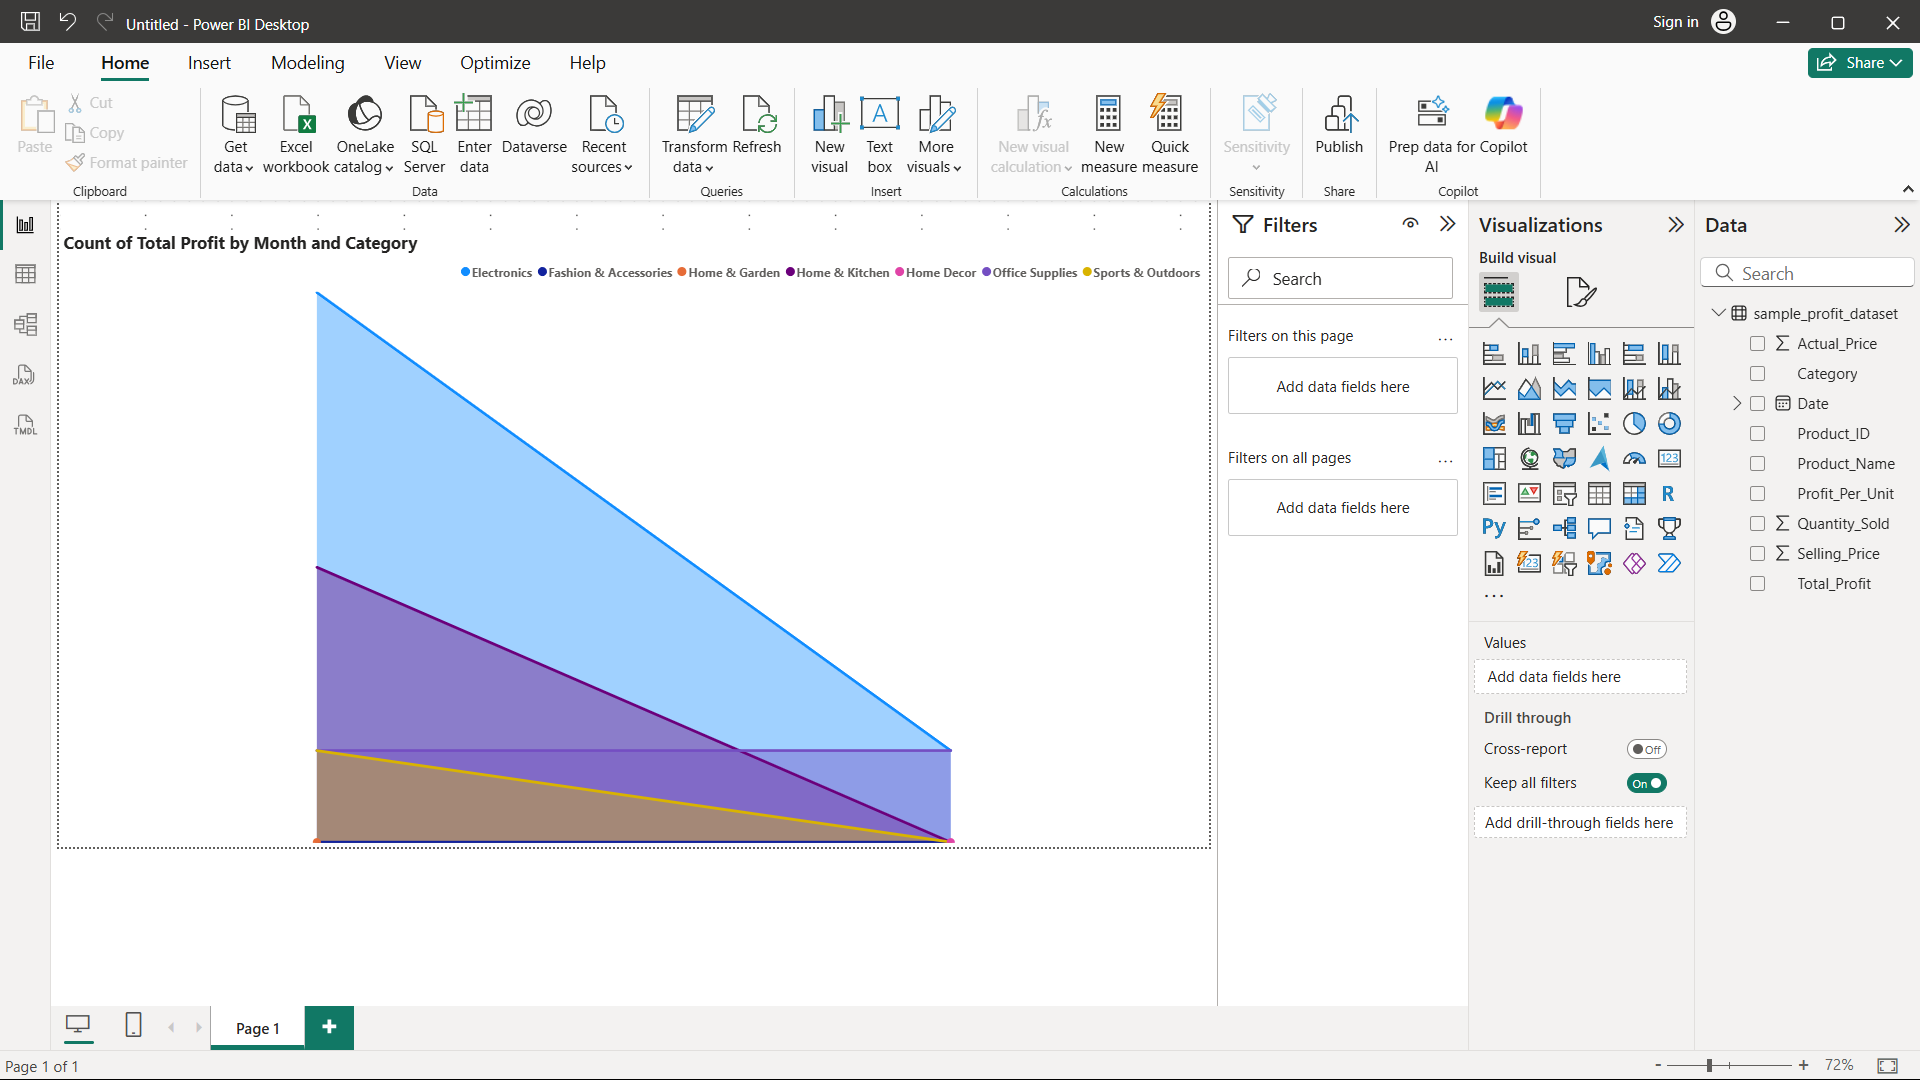 Untitled - Power BI Desktop
Sign in
File Home Insert Modeling View Optimize Help
Share
Paste
Cut
Copy
Format painter
Clipboard
Get data
Excel workbook
OneLake catalog
SQL Server
Enter data
Dataverse
Recent sources
Data
Transform data
Refresh
Queries
New visual
Text box
More visuals
Insert
New visual calculation
New measure
Quick measure
Calculations
Sensitivity
Sensitivity
Publish
Share
Prep data for AI
Copilot
Copilot
DAX
TMDL
Count of Total Profit by Month and Category
Electronics Fashion & Accessories Home & Garden Home & Kitchen Home Decor Office Supplies Sports & Outdoors
Filters
Search
Filters on this page
Add data fields here
Filters on all pages
Add data fields here
Visualizations
Build visual
123
R
Py
123
Values
Add data fields here
Drill through
Cross-report Off
Keep all filters On
Add drill-through fields here
Data
Search
sample_profit_dataset
Actual_Price
Category
Date
Product_ID
Product_Name
Profit_Per_Unit
Quantity_Sold
Selling_Price
Total_Profit
Page 1
Page 1 of 1
- + 72%